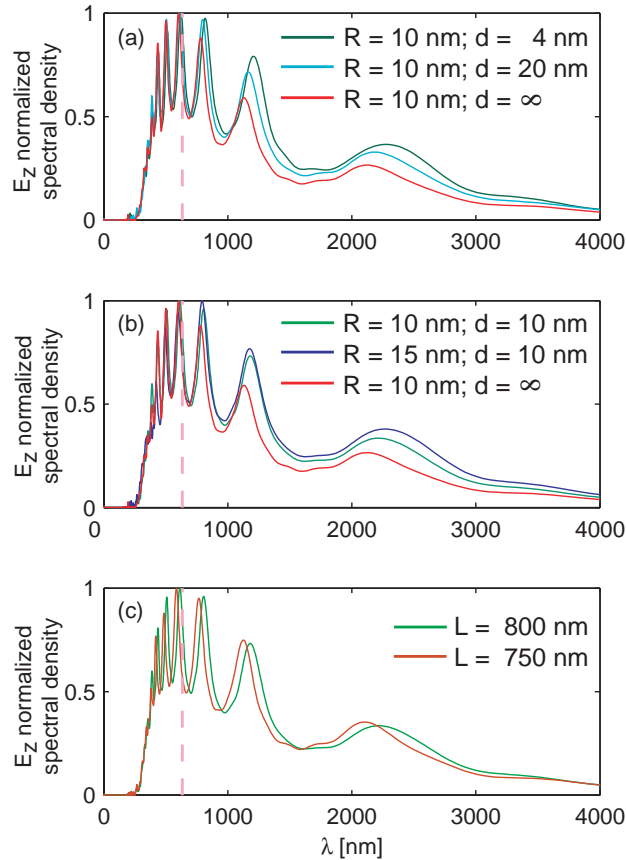 (a)
R = 10 nm; d = 4 nm
R = 10 nm; d = 20 nm
R = 10 nm; d = ∞
E_Z normalized
spectral density
1
0.5
0
0 1000 2000 3000 4000
(b)
R = 10 nm; d = 10 nm
R = 15 nm; d = 10 nm
R = 10 nm; d = ∞
E_Z normalized
spectral density
1
0.5
0
0 1000 2000 3000 4000
(c)
L = 800 nm
L = 750 nm
E_Z normalized
spectral density
1
0.5
0
0 1000 2000 3000 4000
λ [nm]